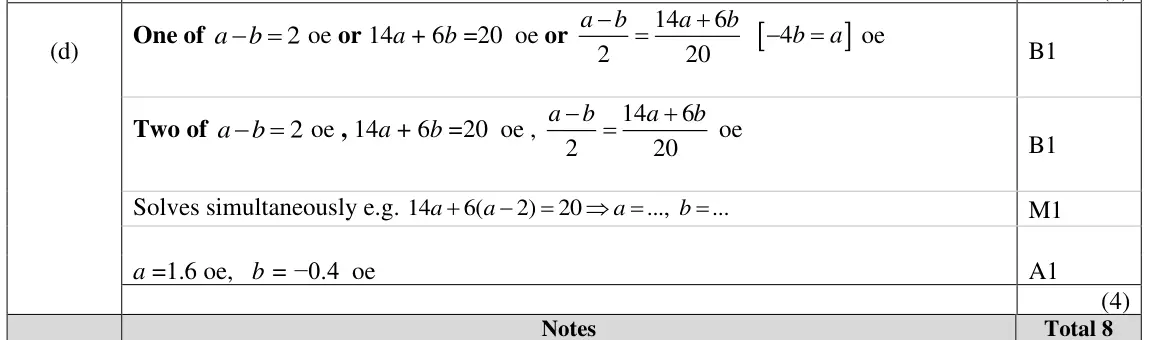 (d) One of a − b = 2 oe or 14a + 6b =20 oe or (a − b)/2 = (14a + 6b)/20 [−4b = a] oe B1
Two of a − b = 2 oe , 14a + 6b =20 oe , (a − b)/2 = (14a + 6b)/20 oe B1
Solves simultaneously e.g. 14a + 6(a − 2) = 20 ⇒ a = ..., b = ... M1
a =1.6 oe, b = −0.4 oe A1
(4)
Notes Total 8